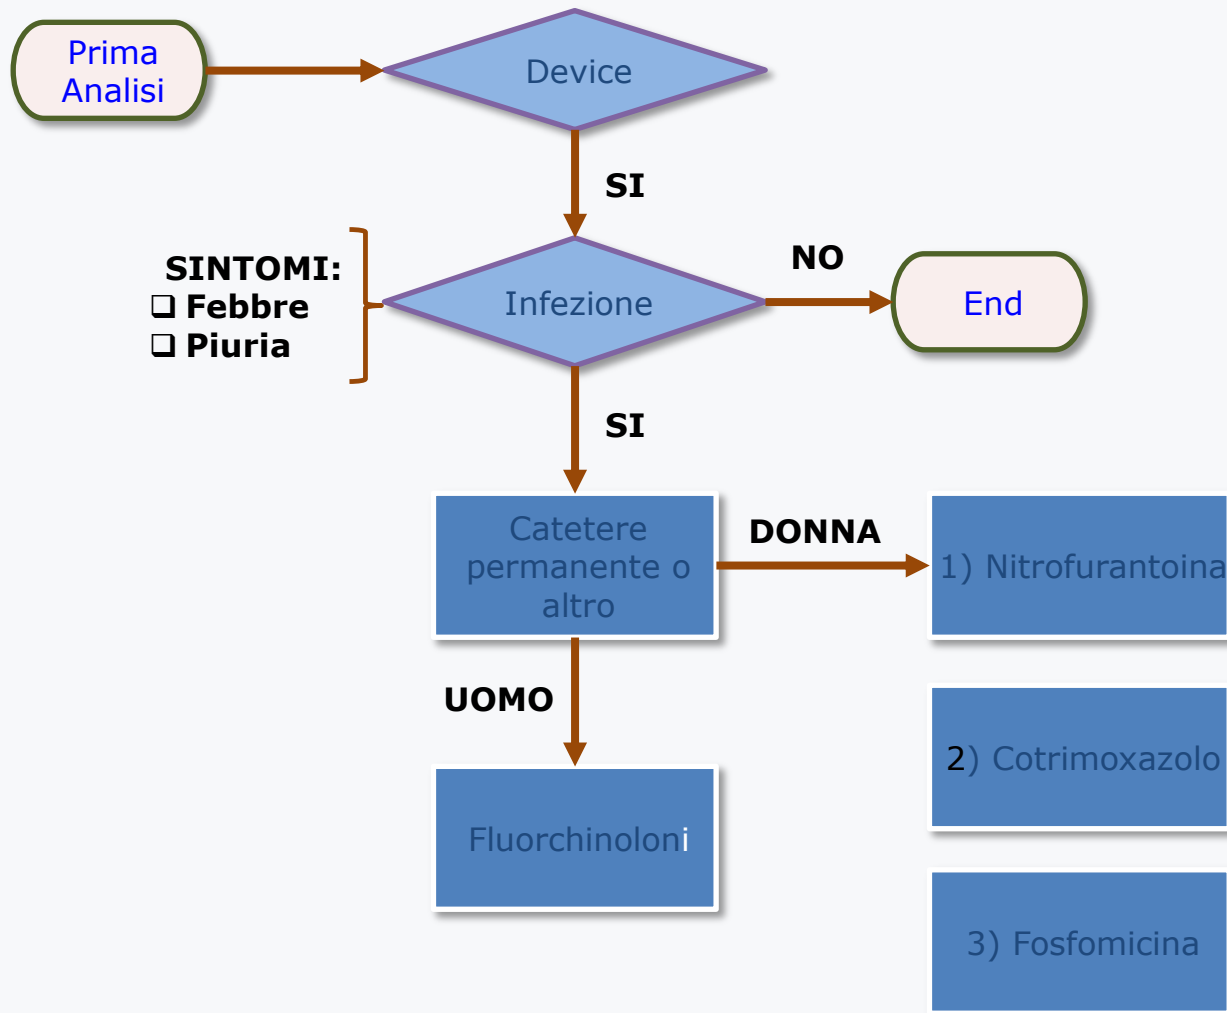 Prima
Analisi
Device
SI
SINTOMI:
❑ Febbre
❑ Piuria
Infezione
NO
End
SI
Catetere
permanente o
altro
DONNA
1) Nitrofurantoina
UOMO
2) Cotrimoxazolo
Fluorchinoloni
3) Fosfomicina